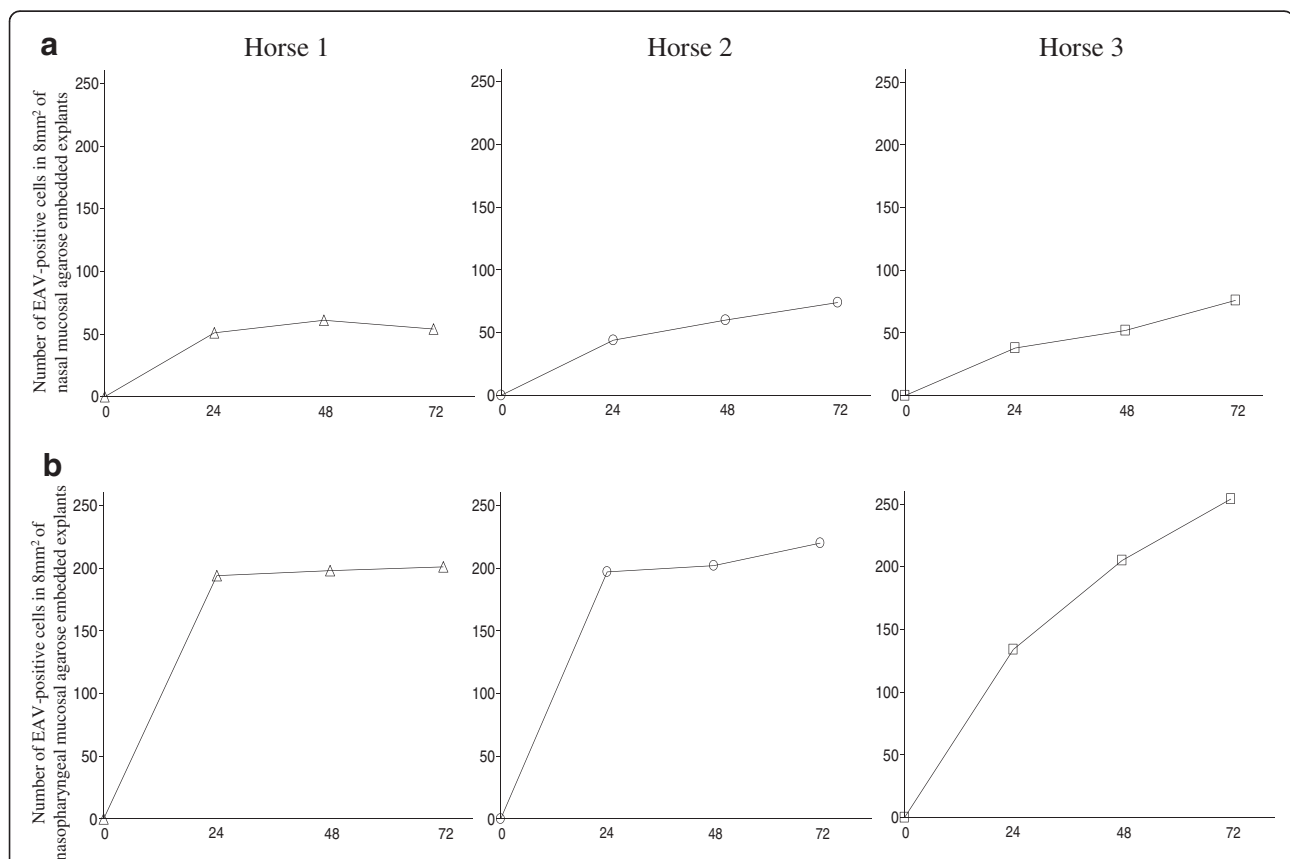 a
Horse 1
Horse 2
Horse 3
Number of EAV-positive cells in 8mm² of
nasal mucosal agarose embedded explants
250
200
150
100
50
0
0 24 48 72
250
200
150
100
50
0
0 24 48 72
250
200
150
100
50
0
0 24 48 72
b
Number of EAV-positive cells in 8mm² of
nasopharyngeal mucosal agarose embedded explants
250
200
150
100
50
0
0 24 48 72
250
200
150
100
50
0
0 24 48 72
250
200
150
100
50
0
0 24 48 72